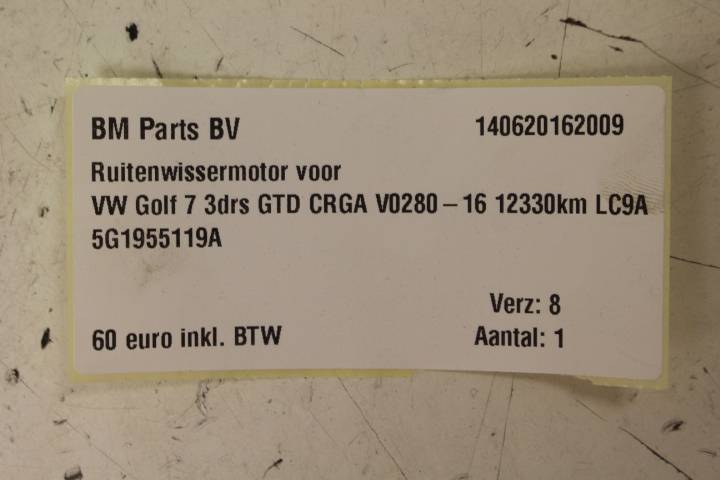 BM Parts BV 140620162009
Ruitenwissermotor voor
VW Golf 7 3drs GTD CRGA V0280-16 12330km LC9A
5G1955119A
Verz: 8
60 euro inkl. BTW Aantal: 1